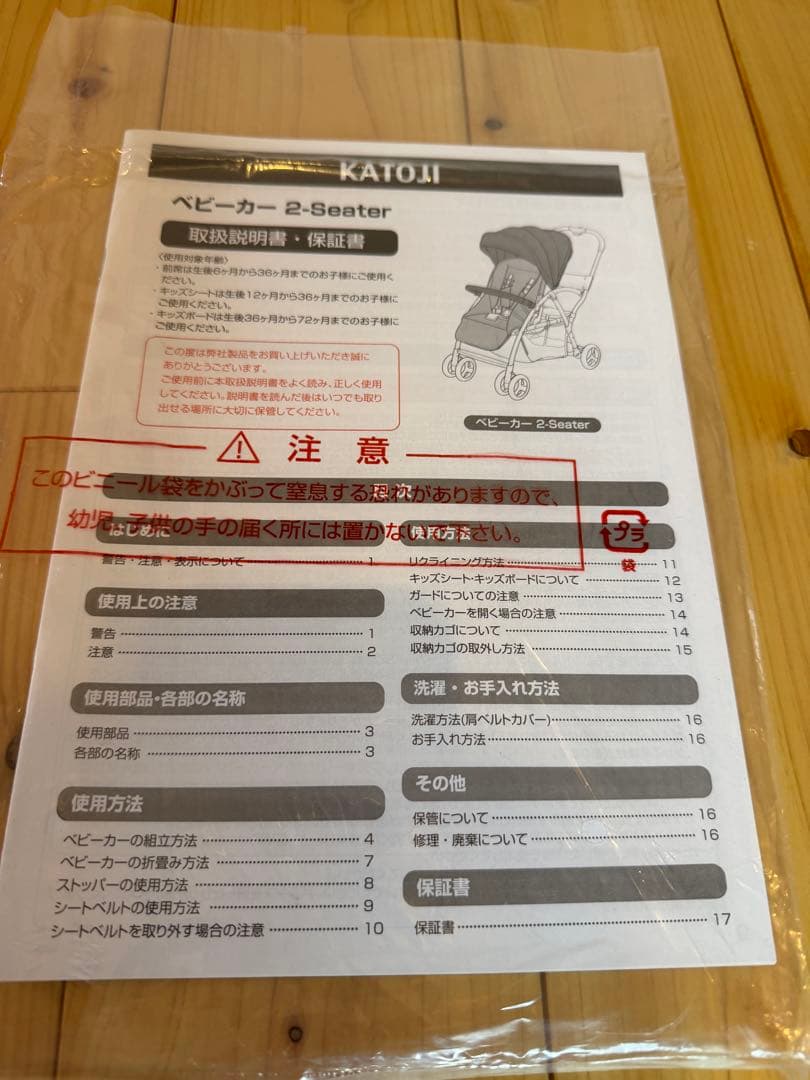 KATOJI
ベビーカー 2-Seater
取扱説明書・保証書
〈使用対象年齢〉
・前席は生後6ヶ月から36ヶ月までのお子様にご使用く
ださい。
・キッズシートは生後12ヶ月から36ヶ月までのお子様に
ご使用ください。
・キッズボードは生後36ヶ月から72ヶ月までのお子様に
ご使用ください。
この度は弊社製品をお買い上げいただき誠に
ありがとうございます。
ご使用前に本取扱説明書をよく読み、正しく使用
してください。説明書を読んだ後はいつでも取り
出せる場所に大切に保管してください。
ベビーカー 2-Seater
注意
このビニール袋をかぶって窒息する恐れがありますので、
幼児、子供の手の届く所には置かないで下さい。
プラ
袋
目次
はじめに
警告・注意・表示について 1
使用上の注意
警告 1
注意 2
使用部品・各部の名称
使用部品 3
各部の名称 3
使用方法
ベビーカーの組立方法 4
ベビーカーの折畳み方法 7
ストッパーの使用方法 8
シートベルトの使用方法 9
シートベルトを取り外す場合の注意 10
使用方法
リクライニング方法 11
キッズシート・キッズボードについて 12
ガードについての注意 13
ベビーカーを開く場合の注意 14
収納カゴについて 14
収納カゴの取外し方法 15
洗濯・お手入れ方法
洗濯方法(肩ベルトカバー) 16
お手入れ方法 16
その他
保管について 16
修理・廃棄について 16
保証書
保証書 17